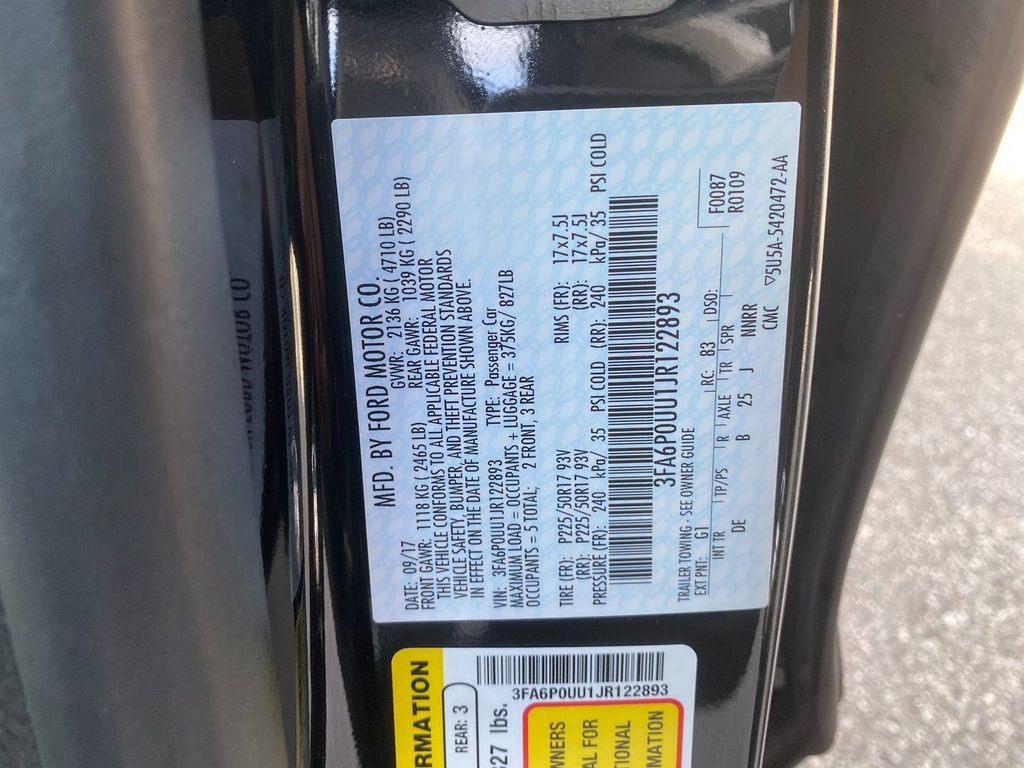 MFD. BY FORD MOTOR CO.
DATE: 09/17 GVWR: 2136 KG ( 4710 LB)
FRONT GAWR: 1118 KG ( 2465 LB) REAR GAWR: 1039 KG ( 2290 LB)
THIS VEHICLE CONFORMS TO ALL APPLICABLE FEDERAL MOTOR
VEHICLE SAFETY, BUMPER, AND THEFT PREVENTION STANDARDS
IN EFFECT ON THE DATE OF MANUFACTURE SHOWN ABOVE.
VIN: 3FA6P0UU1JR122893 TYPE: Passenger Car
MAXIMUM LOAD = OCCUPANTS + LUGGAGE = 375KG/ 827LB
OCCUPANTS = 5 TOTAL; 2 FRONT, 3 REAR
TIRE (FR): P225/50R17 93V RIMS (FR): 17x7.5J
(RR): P225/50R17 93V (RR): 17x7.5J
PRESSURE (FR): 240 kPa/ 35 PSI COLD (RR): 240 kPa/ 35 PSI COLD
3FA6P0UU1JR122893
TRAILER TOWING - SEE OWNER GUIDE
EXT PNT: G1 RC: 83 DSO: F0087
INT TR TP/PS R AXLE TR SPR R0109
DE B 25 J NNRR
CMC ▽5U5A-5420472-AA
RMATION
REAR: 3
327 lbs.
3FA6P0UU1JR122893
WNERS
AL FOR
TIONAL
MATION